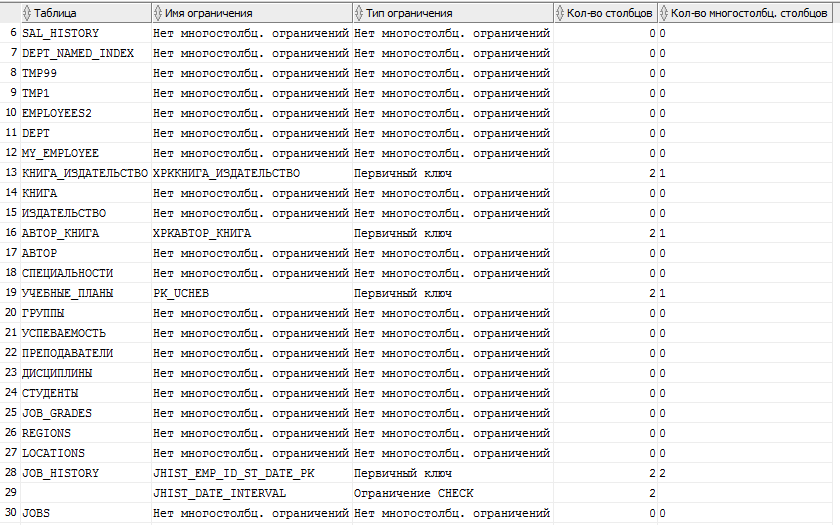 Таблица Имя ограничения Тип ограничения Кол-во столбцов Кол-во многостолбц. столбцов
6 SAL_HISTORY Нет многостолбц. ограничений Нет многостолбц. ограничений 0 0
7 DEPT_NAMED_INDEX Нет многостолбц. ограничений Нет многостолбц. ограничений 0 0
8 TMP99 Нет многостолбц. ограничений Нет многостолбц. ограничений 0 0
9 TMP1 Нет многостолбц. ограничений Нет многостолбц. ограничений 0 0
10 EMPLOYEES2 Нет многостолбц. ограничений Нет многостолбц. ограничений 0 0
11 DEPT Нет многостолбц. ограничений Нет многостолбц. ограничений 0 0
12 MY_EMPLOYEE Нет многостолбц. ограничений Нет многостолбц. ограничений 0 0
13 КНИГА_ИЗДАТЕЛЬСТВО XPKКНИГА_ИЗДАТЕЛЬСТВО Первичный ключ 2 1
14 КНИГА Нет многостолбц. ограничений Нет многостолбц. ограничений 0 0
15 ИЗДАТЕЛЬСТВО Нет многостолбц. ограничений Нет многостолбц. ограничений 0 0
16 АВТОР_КНИГА XPKАВТОР_КНИГА Первичный ключ 2 1
17 АВТОР Нет многостолбц. ограничений Нет многостолбц. ограничений 0 0
18 СПЕЦИАЛЬНОСТИ Нет многостолбц. ограничений Нет многостолбц. ограничений 0 0
19 УЧЕБНЫЕ_ПЛАНЫ PK_UCHEB Первичный ключ 2 1
20 ГРУППЫ Нет многостолбц. ограничений Нет многостолбц. ограничений 0 0
21 УСПЕВАЕМОСТЬ Нет многостолбц. ограничений Нет многостолбц. ограничений 0 0
22 ПРЕПОДАВАТЕЛИ Нет многостолбц. ограничений Нет многостолбц. ограничений 0 0
23 ДИСЦИПЛИНЫ Нет многостолбц. ограничений Нет многостолбц. ограничений 0 0
24 СТУДЕНТЫ Нет многостолбц. ограничений Нет многостолбц. ограничений 0 0
25 JOB_GRADES Нет многостолбц. ограничений Нет многостолбц. ограничений 0 0
26 REGIONS Нет многостолбц. ограничений Нет многостолбц. ограничений 0 0
27 LOCATIONS Нет многостолбц. ограничений Нет многостолбц. ограничений 0 0
28 JOB_HISTORY JHIST_EMP_ID_ST_DATE_PK Первичный ключ 2 2
29 JHIST_DATE_INTERVAL Ограничение CHECK 2
30 JOBS Нет многостолбц. ограничений Нет многостолбц. ограничений 0 0